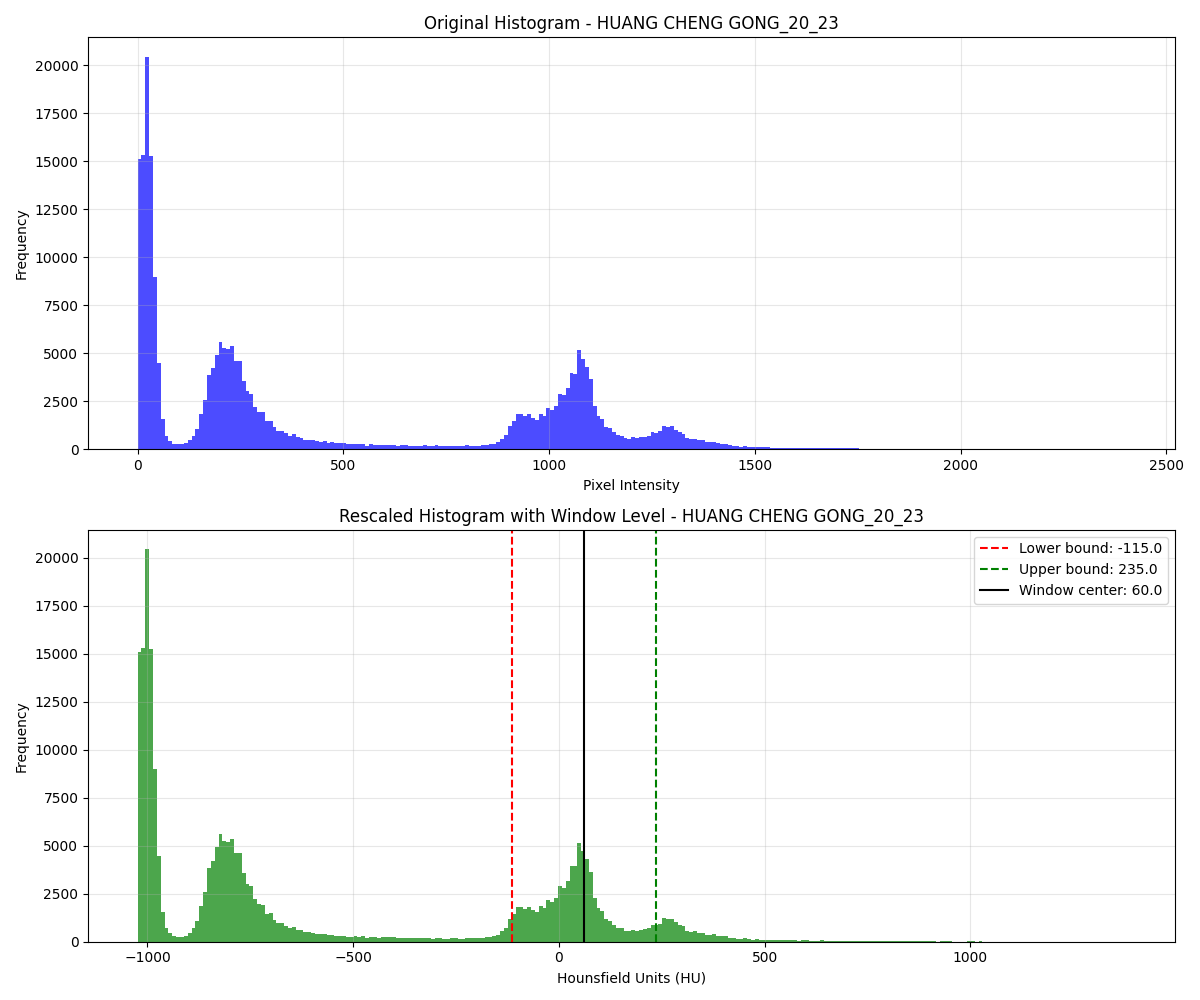 Original Histogram - HUANG CHENG GONG_20_23
20000
17500
15000
12500
10000
7500
5000
2500
0
Frequency
0 500 1000 1500 2000 2500
Pixel Intensity
Rescaled Histogram with Window Level - HUANG CHENG GONG_20_23
Lower bound: -115.0
Upper bound: 235.0
Window center: 60.0
20000
17500
15000
12500
10000
7500
5000
2500
0
Frequency
−1000 −500 0 500 1000
Hounsfield Units (HU)